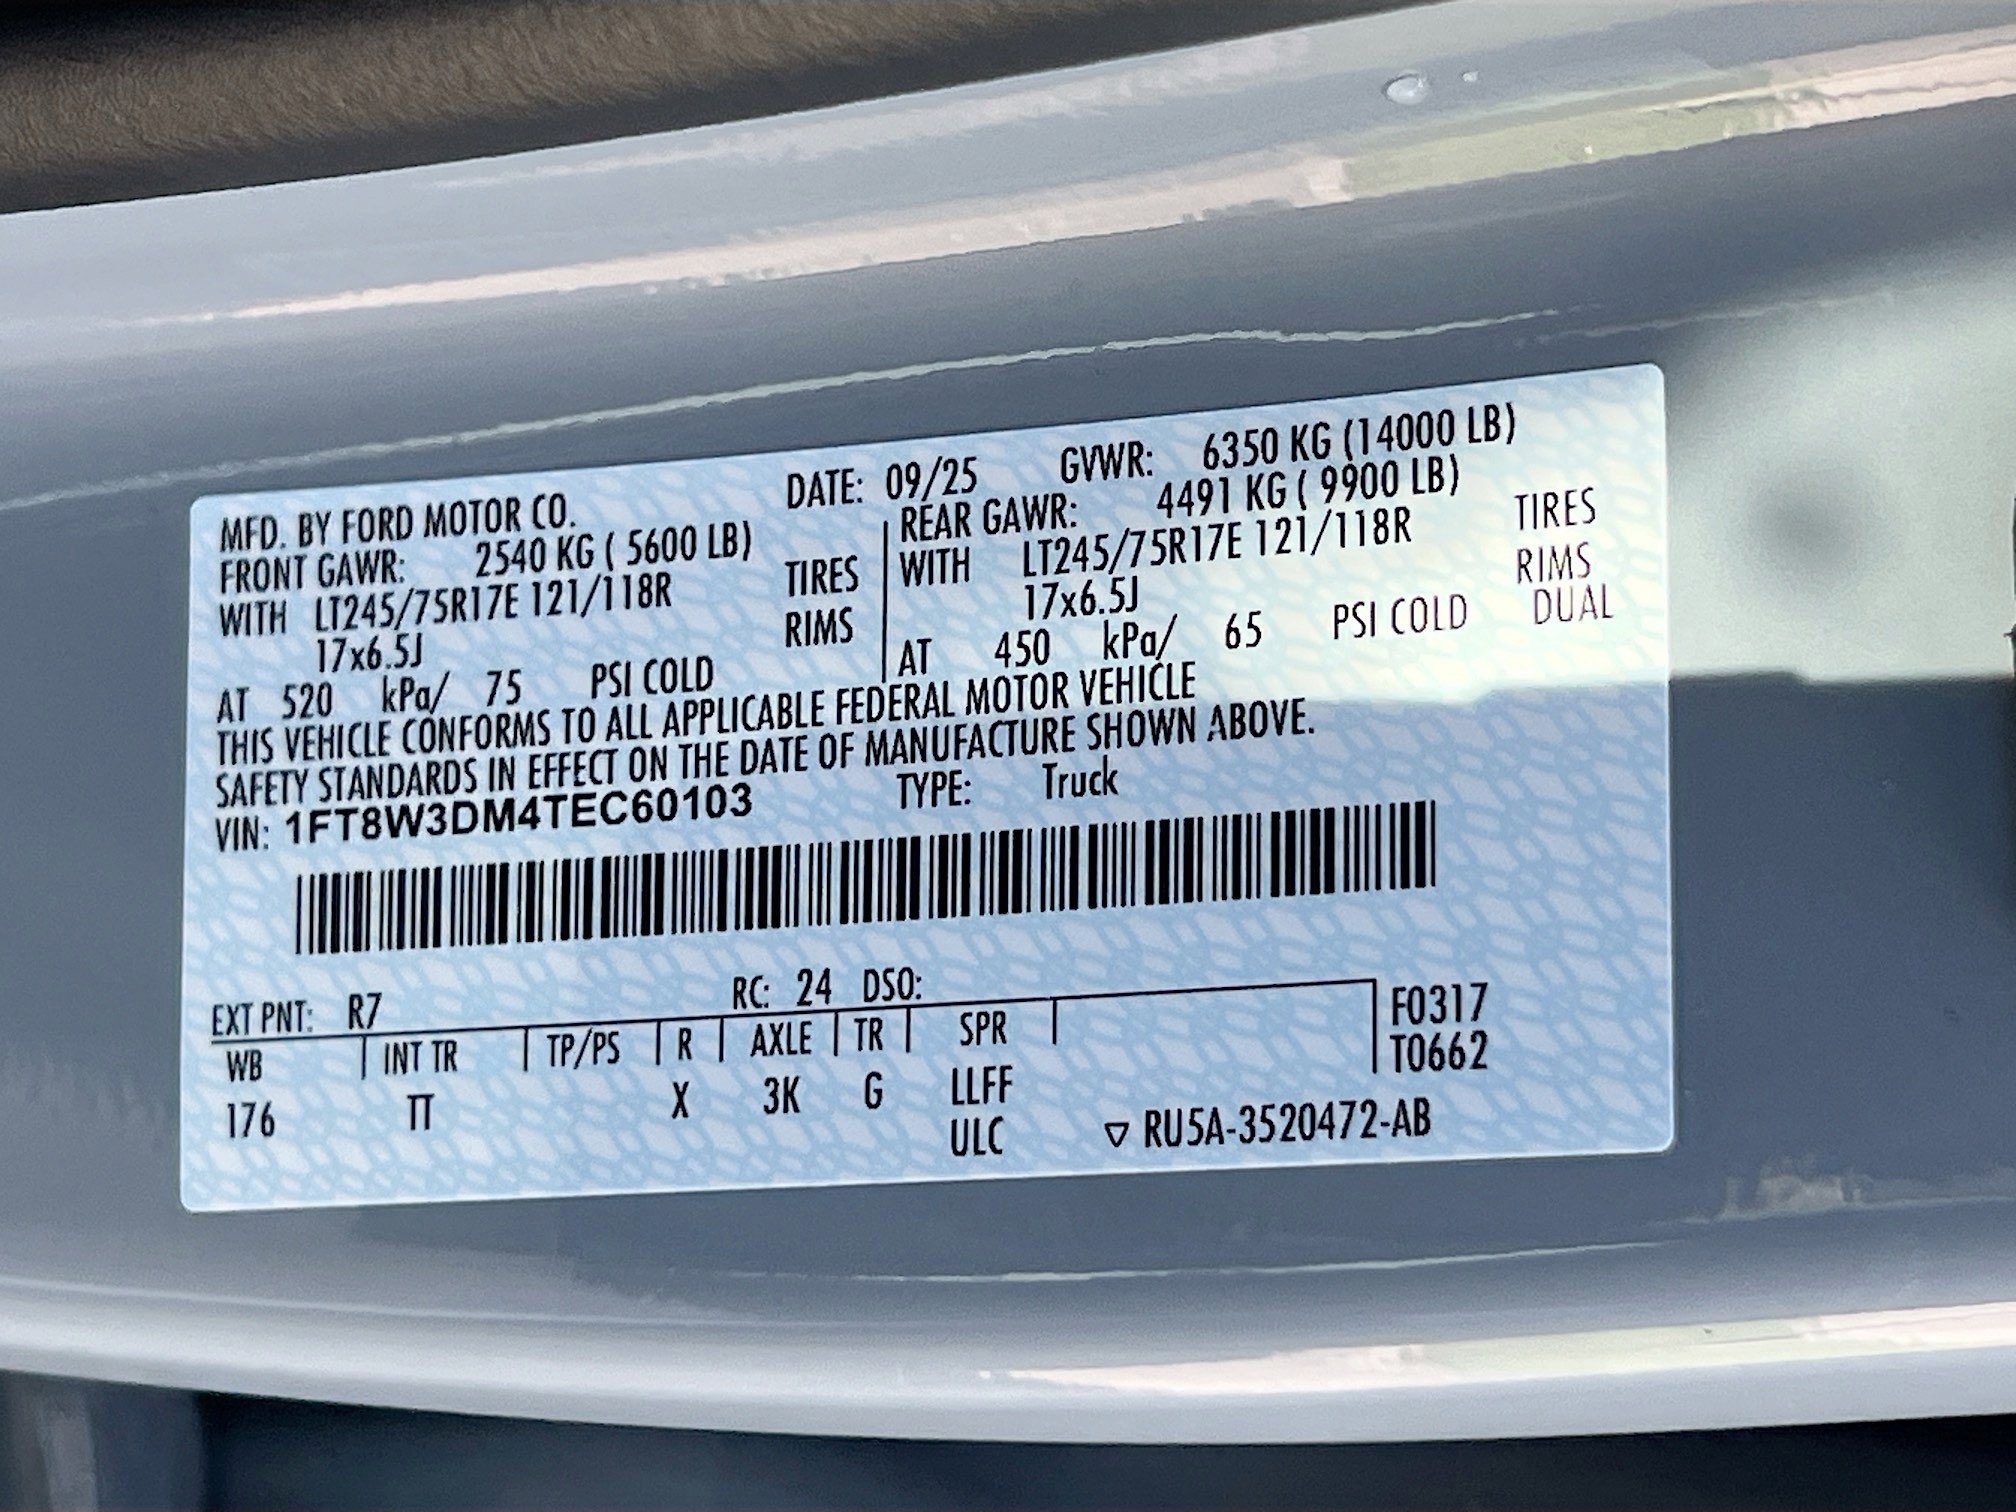 MFD. BY FORD MOTOR CO. DATE: 09/25 GVWR: 6350 KG (14000 LB)
FRONT GAWR: 2540 KG ( 5600 LB)
WITH LT245/75R17E 121/118R TIRES
17x6.5J RIMS
AT 520 kPa/ 75 PSI COLD
REAR GAWR: 4491 KG ( 9900 LB)
WITH LT245/75R17E 121/118R TIRES
17x6.5J RIMS
AT 450 kPa/ 65 PSI COLD DUAL
THIS VEHICLE CONFORMS TO ALL APPLICABLE FEDERAL MOTOR VEHICLE
SAFETY STANDARDS IN EFFECT ON THE DATE OF MANUFACTURE SHOWN ABOVE.
VIN: 1FT8W3DM4TEC60103 TYPE: Truck
EXT PNT: R7 RC: 24 DSO:
WB INT TR TP/PS R AXLE TR SPR
176 TT X 3K G LLFF
ULC
F0317
T0662
▽ RU5A-3520472-AB